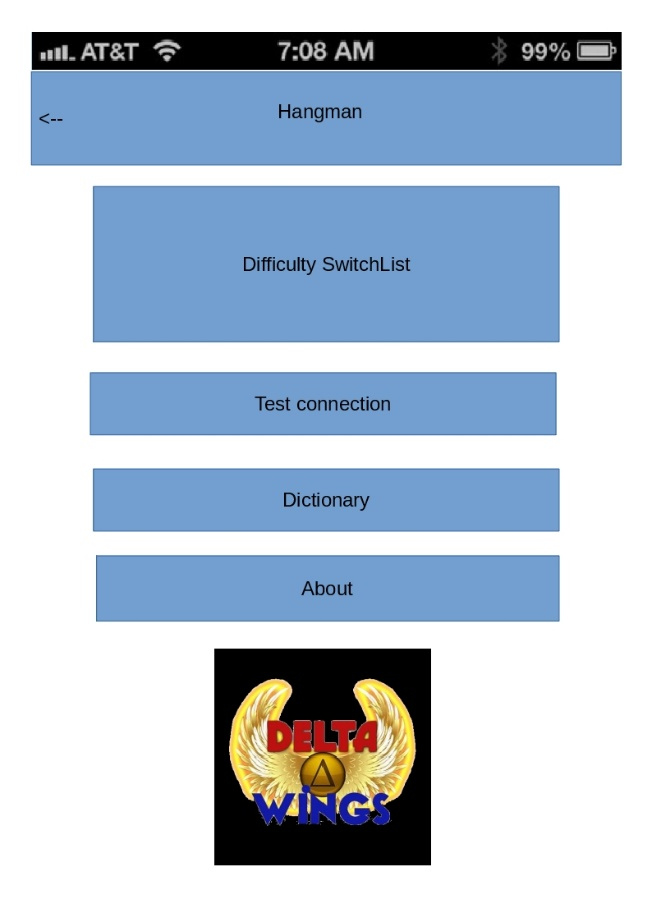 AT&T 7:08 AM 99%
<-- Hangman
Difficulty SwitchList
Test connection
Dictionary
About
DELTA
Δ
WiNGS